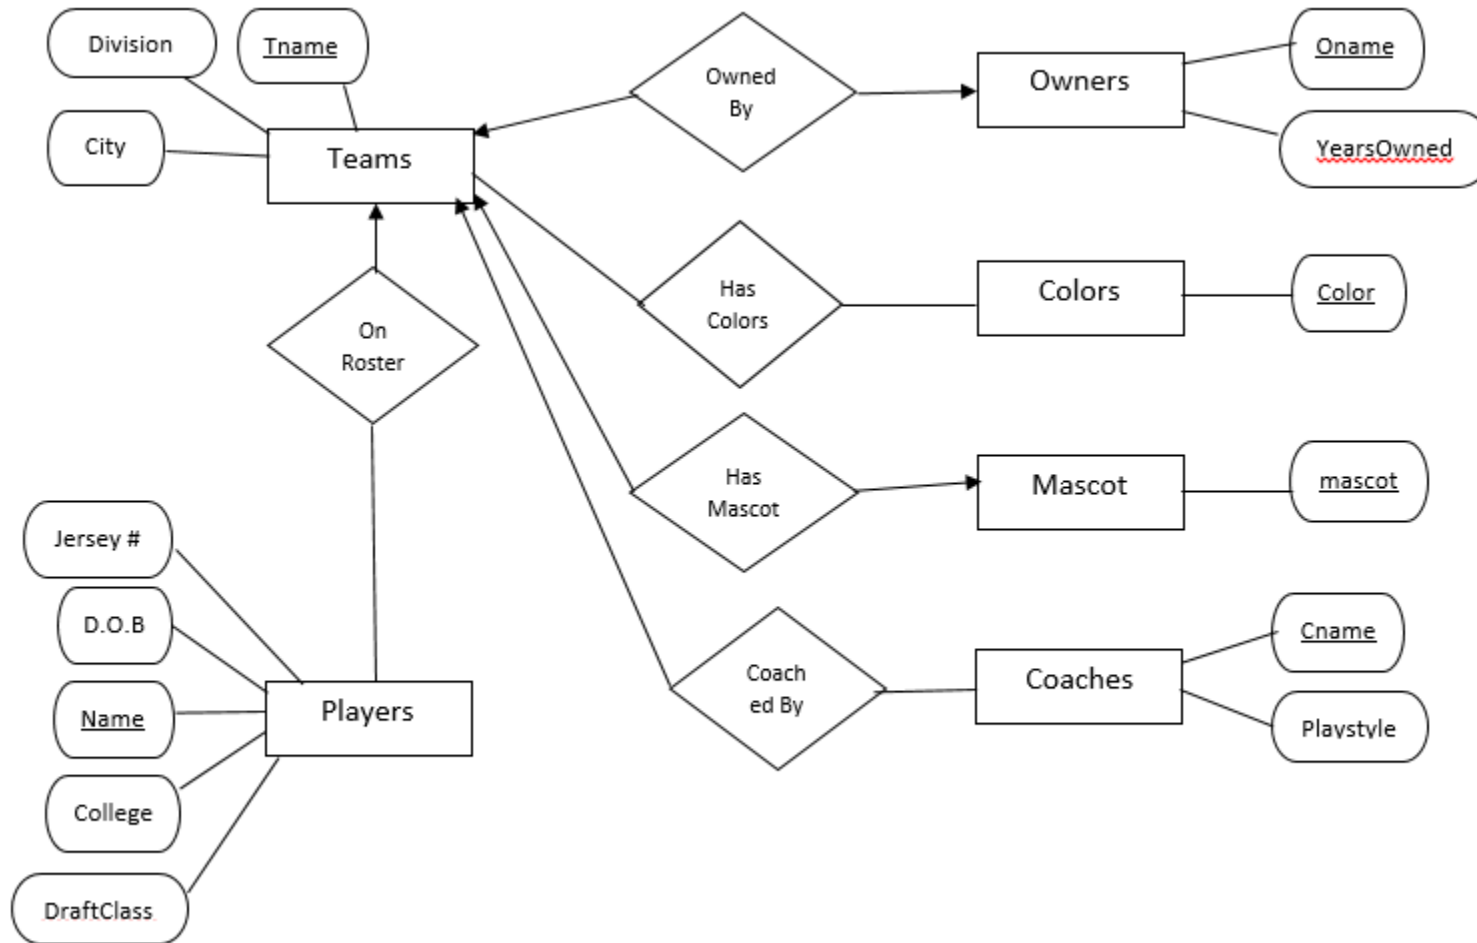 Division
Tname
City
Teams
Owned
By
Owners
Oname
YearsOwned
Has
Colors
Colors
Color
On
Roster
Has
Mascot
Mascot
mascot
Jersey #
D.O.B
Name
College
DraftClass
Players
Coach
ed By
Coaches
Cname
Playstyle